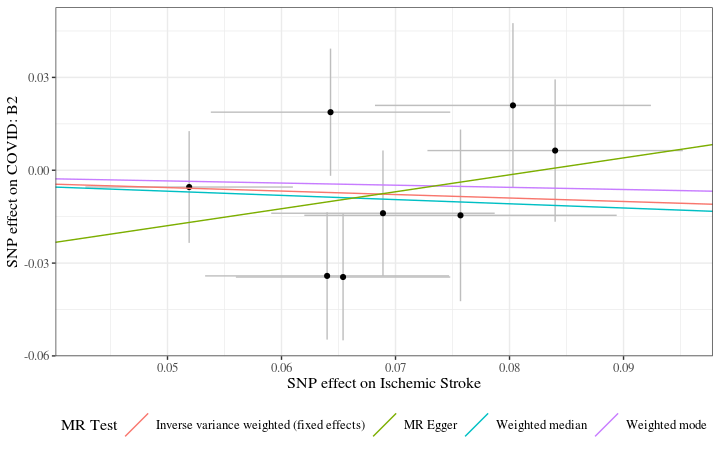 SNP effect on COVID: B2
0.03
0.00
-0.03
-0.06
0.05 0.06 0.07 0.08 0.09
SNP effect on Ischemic Stroke
MR Test Inverse variance weighted (fixed effects) MR Egger Weighted median Weighted mode